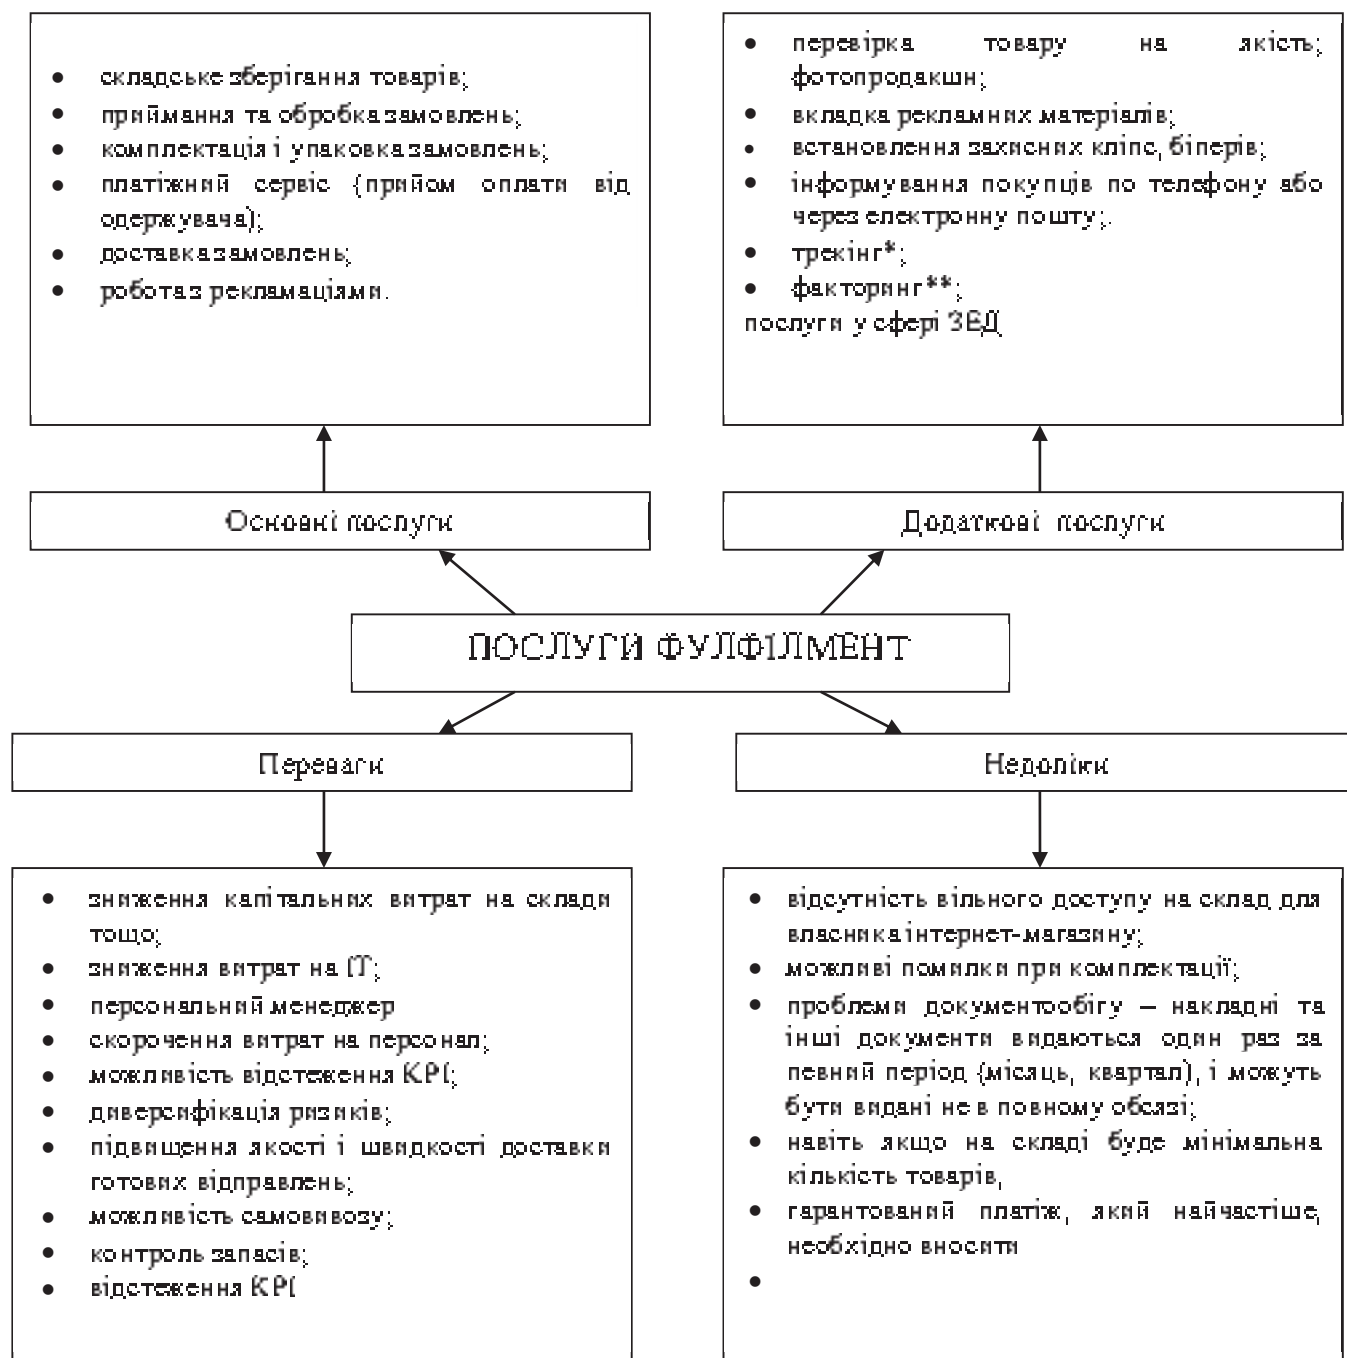 • складське зберігання товарів;
• приймання та обробка замовлень;
• комплектація і упаковка замовлень;
• платіжний сервіс (прийом оплати від
одержувача);
• доставка замовлень;
• робота з рекламаціями.
• перевірка товару на якість;
фотопродакшн;
• вкладка рекламних матеріалів;
• встановлення захисних кліпс, біперів;
• інформування покупців по телефону або
через електронну пошту;.
• трекінг*;
• факторинг**;
послуги у сфері ЗЕД
Основні послуги
Додаткові послуги
ПОСЛУГИ ФУЛФІЛМЕНТ
Переваги
Недоліки
• зниження капітальних витрат на склади
тощо;
• зниження витрат на ІТ;
• персональний менеджер
• скорочення витрат на персонал;
• можливість відстеження КРІ;
• диверсифікація ризиків;
• підвищення якості і швидкості доставки
готових відправлень;
• можливість самовивозу;
• контроль запасів;
• відстеження КРІ
• відсутність вільного доступу на склад для
власника інтернет-магазину;
• можливі помилки при комплектації;
• проблеми документообігу – накладні та
інші документи видаються один раз за
певний період (місяць, квартал), і можуть
бути видані не в повному обсязі;
• навіть якщо на складі буде мінімальна
кількість товарів,
• гарантований платіж, який найчастіше,
необхідно вносити
•